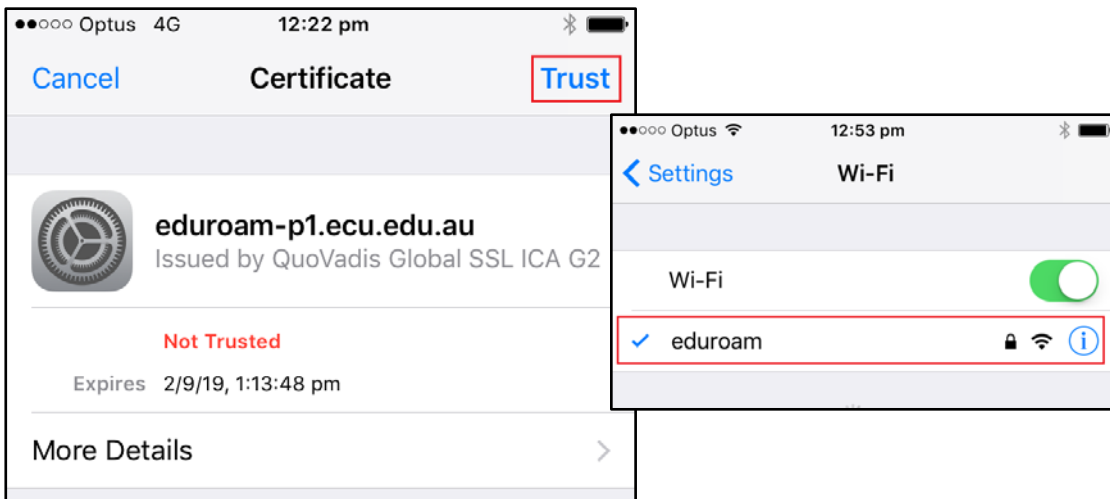 Optus 4G 12:22 pm
Cancel Certificate Trust
eduroam-p1.ecu.edu.au
Issued by QuoVadis Global SSL ICA G2
Not Trusted
Expires 2/9/19, 1:13:48 pm
More Details
Optus 12:53 pm
Settings Wi-Fi
Wi-Fi
eduroam